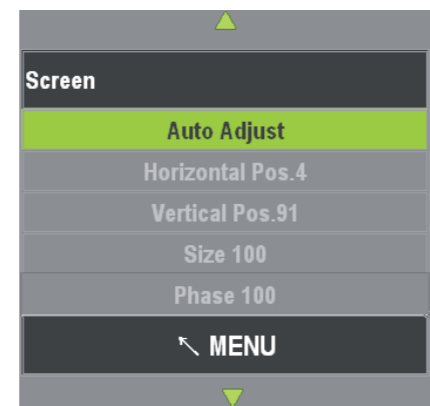 Screen
Auto Adjust
Horizontal Pos.4
Vertical Pos.91
Size 100
Phase 100
↖ MENU